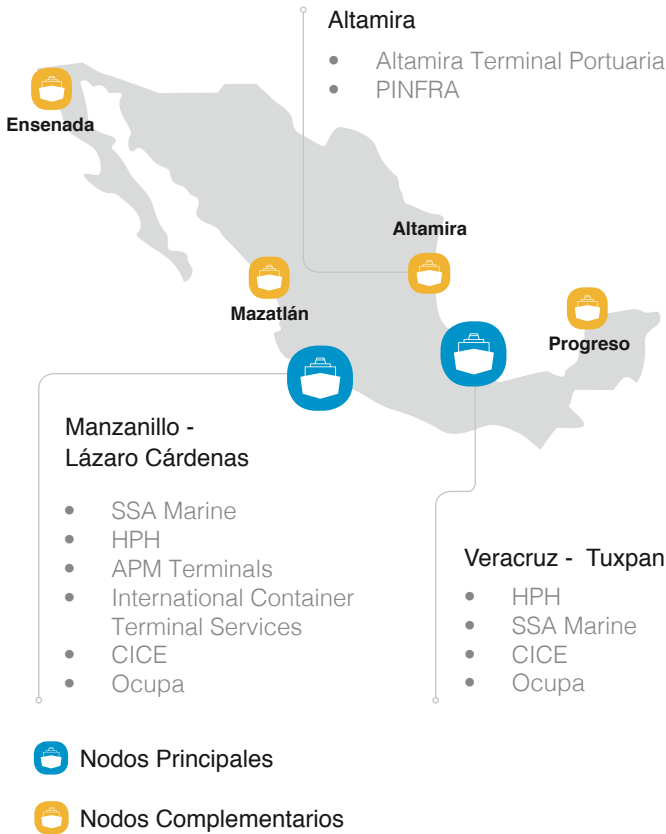 Altamira
• Altamira Terminal Portuaria
• PINFRA
Ensenada
Altamira
Mazatlán
Progreso
Manzanillo -
Lázaro Cárdenas
• SSA Marine
• HPH
• APM Terminals
• International Container
Terminal Services
• CICE
• Ocupa
Veracruz - Tuxpan
• HPH
• SSA Marine
• CICE
• Ocupa
Nodos Principales
Nodos Complementarios